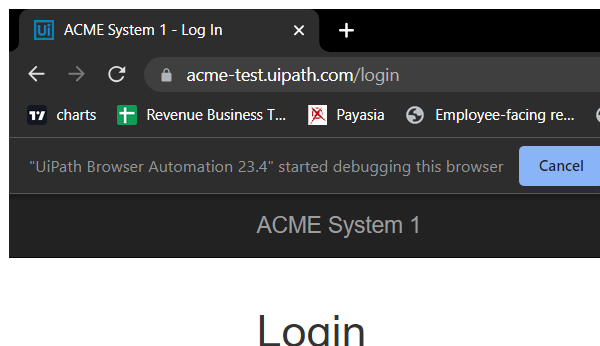 Ui ACME System 1 - Log In
acme-test.uipath.com/login
charts Revenue Business T... Payasia Employee-facing re...
"UiPath Browser Automation 23.4" started debugging this browser Cancel
ACME System 1
Login